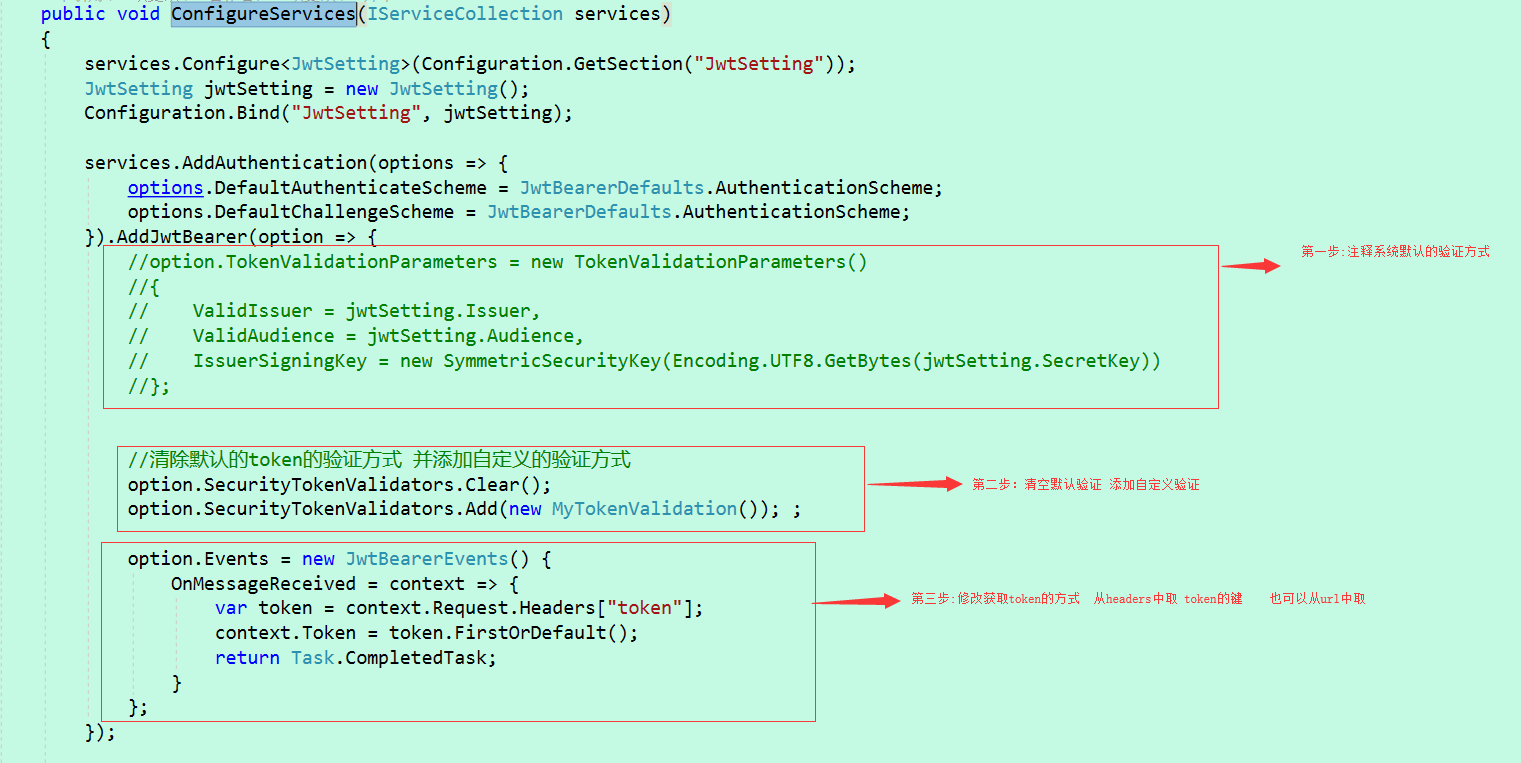 public void ConfigureServices(IServiceCollection services)
{
services.Configure<JwtSetting>(Configuration.GetSection("JwtSetting"));
JwtSetting jwtSetting = new JwtSetting();
Configuration.Bind("JwtSetting", jwtSetting);
services.AddAuthentication(options => {
options.DefaultAuthenticateScheme = JwtBearerDefaults.AuthenticationScheme;
options.DefaultChallengeScheme = JwtBearerDefaults.AuthenticationScheme;
}).AddJwtBearer(option => {
//option.TokenValidationParameters = new TokenValidationParameters()
第一步:注释系统默认的验证方式
//{
//    ValidIssuer = jwtSetting.Issuer,
//    ValidAudience = jwtSetting.Audience,
//    IssuerSigningKey = new SymmetricSecurityKey(Encoding.UTF8.GetBytes(jwtSetting.SecretKey))
//};
//清除默认的token的验证方式 并添加自定义的验证方式
option.SecurityTokenValidators.Clear();
第二步: 清空默认验证 添加自定义验证
option.SecurityTokenValidators.Add(new MyTokenValidation()); ;
option.Events = new JwtBearerEvents() {
OnMessageReceived = context => {
var token = context.Request.Headers["token"];
第三步:修改获取token的方式 从headers中取 token的键 也可以从url中取
context.Token = token.FirstOrDefault();
return Task.CompletedTask;
}
};
});